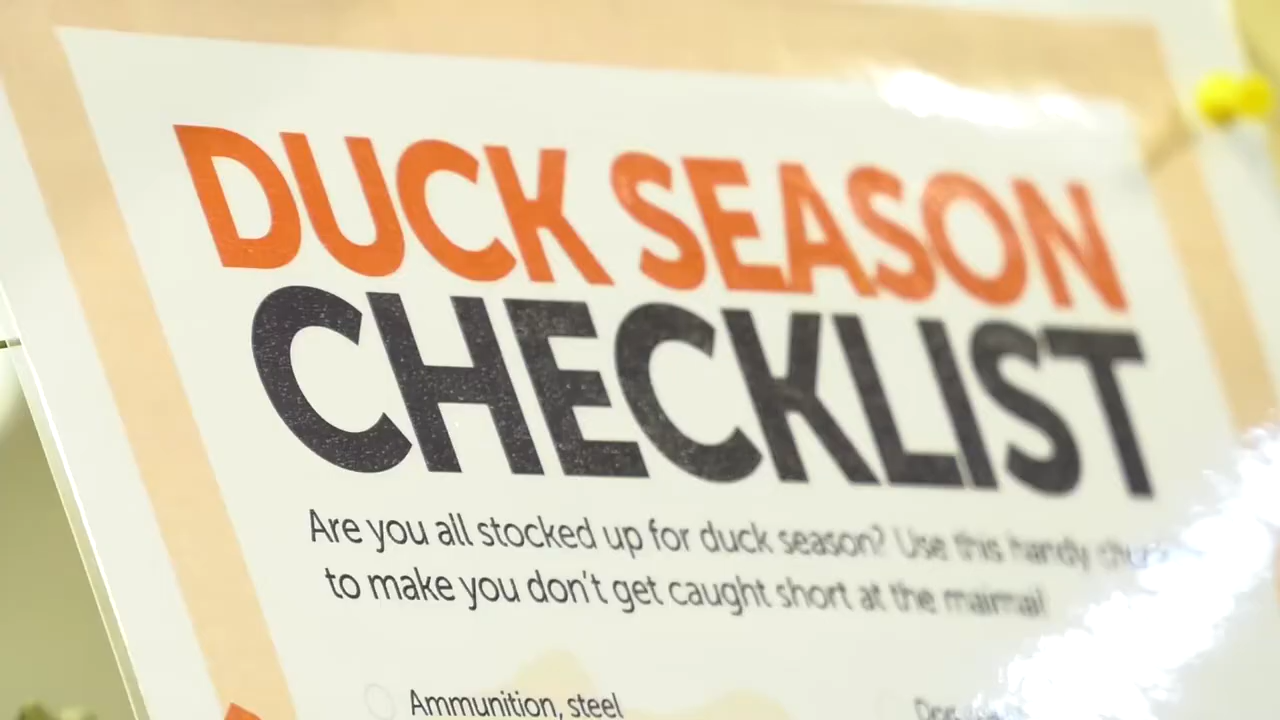 DUCK SEASON
CHECKLIST
Are you all stocked up for duck season? Use this handy
to make you don't get caught short at the
Ammunition, steel